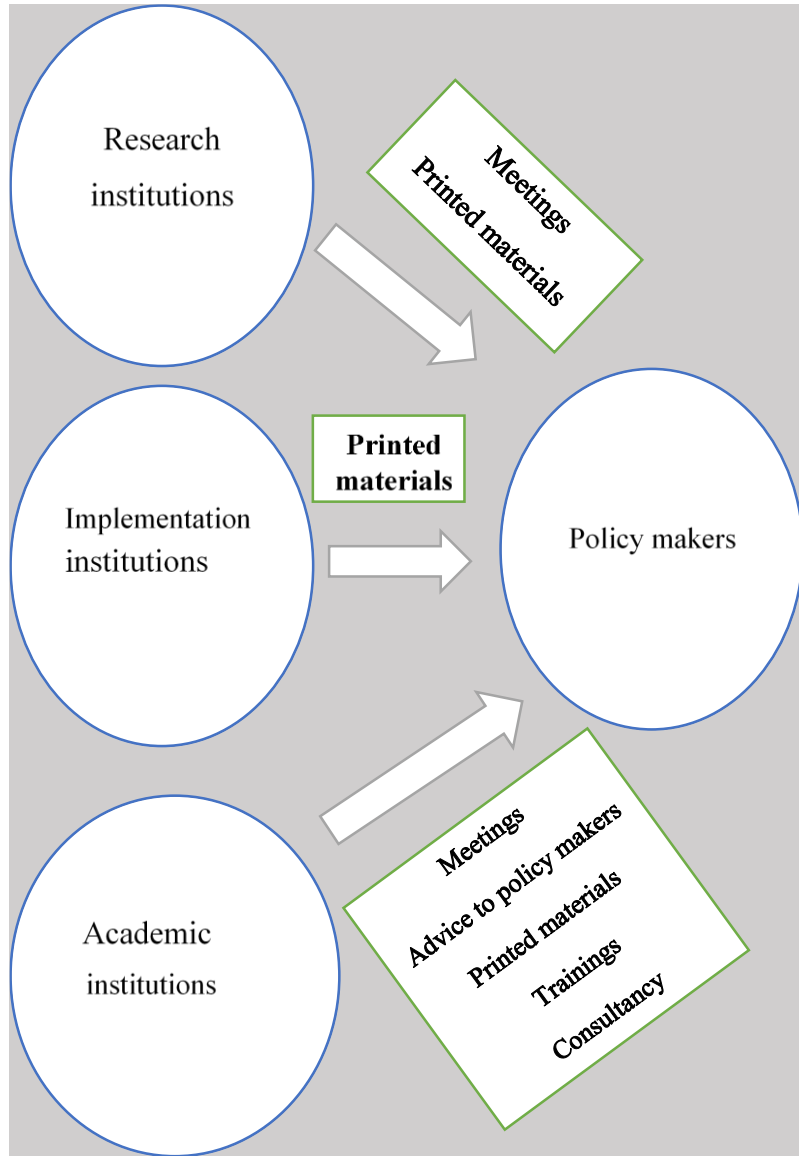 Research
institutions
Meetings
Printed materials
Printed
materials
Implementation
institutions
Policy makers
Meetings
Advice to policy makers
Printed materials
Trainings
Consultancy
Academic
institutions